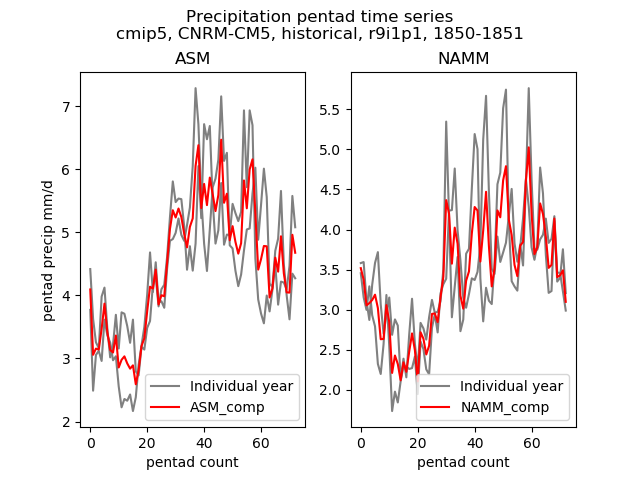 Precipitation pentad time series
cmip5, CNRM-CM5, historical, r9i1p1, 1850-1851
ASM
NAMM
pentad precip mm/d
7
6
5
4
3
2
0
20
40
60
pentad count
Individual year
ASM_comp
5.5
5.0
4.5
4.0
3.5
3.0
2.5
2.0
0
20
40
60
pentad count
Individual year
NAMM_comp